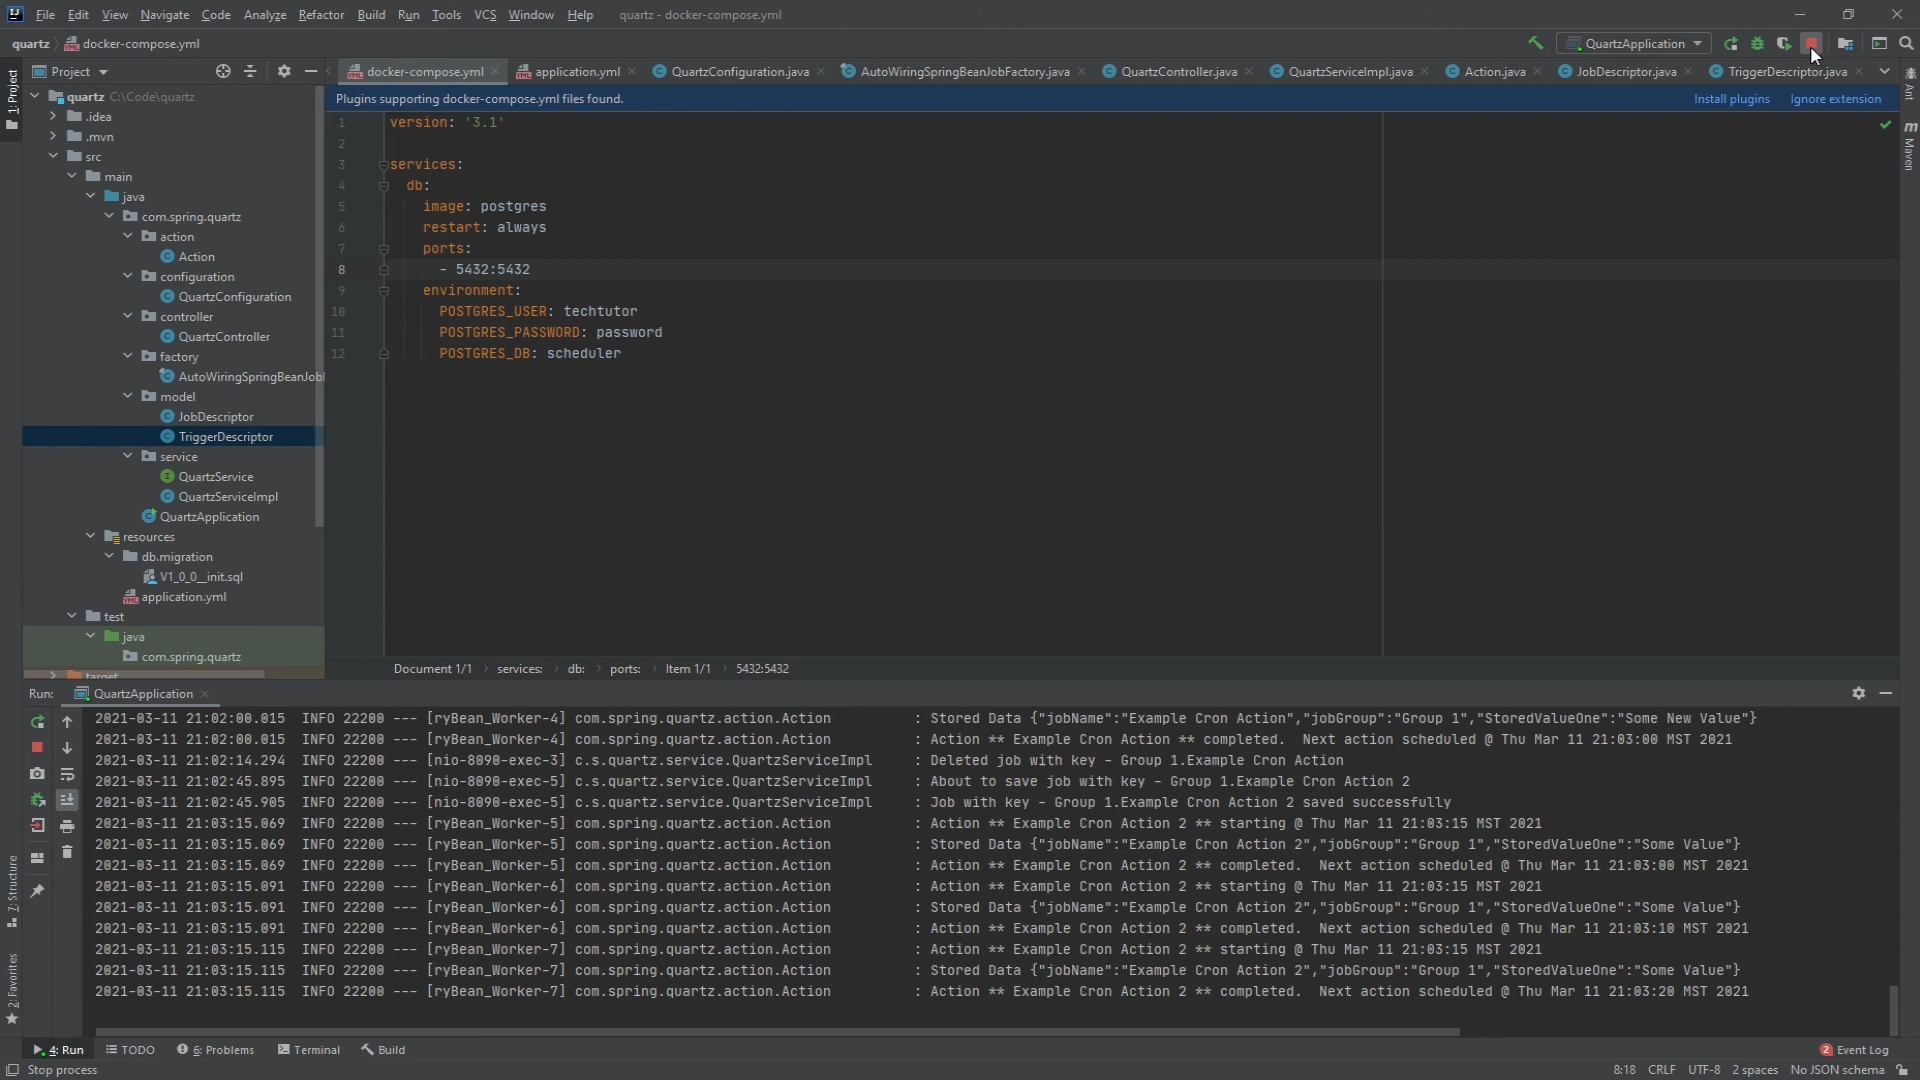 File Edit View Navigate Code Analyze Refactor Build Run Tools VCS Window Help quartz - docker-compose.yml
quartz docker-compose.yml QuartzApplication
Project
docker-compose.yml application.yml QuartzConfiguration.java AutoWiringSpringBeanJobFactory.java QuartzController.java QuartzServiceImpl.java Action.java JobDescriptor.java TriggerDescriptor.java
1: Project
Ant
Maven
Plugins supporting docker-compose.yml files found. Install plugins Ignore extension
quartz C:\Code\quartz
.idea
.mvn
src
main
java
com.spring.quartz
action
Action
configuration
QuartzConfiguration
controller
QuartzController
factory
AutoWiringSpringBeanJob
model
JobDescriptor
TriggerDescriptor
service
QuartzService
QuartzServiceImpl
QuartzApplication
resources
db.migration
V1_0_0__init.sql
application.yml
test
java
com.spring.quartz
target
1 version: '3.1'
2
3 services:
4 db:
5 image: postgres
6 restart: always
7 ports:
8 - 5432:5432
9 environment:
10 POSTGRES_USER: techtutor
11 POSTGRES_PASSWORD: password
12 POSTGRES_DB: scheduler
Document 1/1 services: db: ports: Item 1/1 5432:5432
Run: QuartzApplication
2021-03-11 21:02:00.015 INFO 22200 --- [ryBean_Worker-4] com.spring.quartz.action.Action : Stored Data {"jobName":"Example Cron Action","jobGroup":"Group 1","StoredValueOne":"Some New Value"}
2021-03-11 21:02:00.015 INFO 22200 --- [ryBean_Worker-4] com.spring.quartz.action.Action : Action ** Example Cron Action ** completed. Next action scheduled @ Thu Mar 11 21:03:00 MST 2021
2021-03-11 21:02:14.294 INFO 22200 --- [nio-8090-exec-3] c.s.quartz.service.QuartzServiceImpl : Deleted job with key - Group 1.Example Cron Action
2021-03-11 21:02:45.895 INFO 22200 --- [nio-8090-exec-5] c.s.quartz.service.QuartzServiceImpl : About to save job with key - Group 1.Example Cron Action 2
2021-03-11 21:02:45.905 INFO 22200 --- [nio-8090-exec-5] c.s.quartz.service.QuartzServiceImpl : Job with key - Group 1.Example Cron Action 2 saved successfully
2021-03-11 21:03:15.069 INFO 22200 --- [ryBean_Worker-5] com.spring.quartz.action.Action : Action ** Example Cron Action 2 ** starting @ Thu Mar 11 21:03:15 MST 2021
2021-03-11 21:03:15.069 INFO 22200 --- [ryBean_Worker-5] com.spring.quartz.action.Action : Stored Data {"jobName":"Example Cron Action 2","jobGroup":"Group 1","StoredValueOne":"Some Value"}
2021-03-11 21:03:15.069 INFO 22200 --- [ryBean_Worker-5] com.spring.quartz.action.Action : Action ** Example Cron Action 2 ** completed. Next action scheduled @ Thu Mar 11 21:03:00 MST 2021
2021-03-11 21:03:15.091 INFO 22200 --- [ryBean_Worker-6] com.spring.quartz.action.Action : Action ** Example Cron Action 2 ** starting @ Thu Mar 11 21:03:15 MST 2021
2021-03-11 21:03:15.091 INFO 22200 --- [ryBean_Worker-6] com.spring.quartz.action.Action : Stored Data {"jobName":"Example Cron Action 2","jobGroup":"Group 1","StoredValueOne":"Some Value"}
2021-03-11 21:03:15.091 INFO 22200 --- [ryBean_Worker-6] com.spring.quartz.action.Action : Action ** Example Cron Action 2 ** completed. Next action scheduled @ Thu Mar 11 21:03:10 MST 2021
2021-03-11 21:03:15.115 INFO 22200 --- [ryBean_Worker-7] com.spring.quartz.action.Action : Action ** Example Cron Action 2 ** starting @ Thu Mar 11 21:03:15 MST 2021
2021-03-11 21:03:15.115 INFO 22200 --- [ryBean_Worker-7] com.spring.quartz.action.Action : Stored Data {"jobName":"Example Cron Action 2","jobGroup":"Group 1","StoredValueOne":"Some Value"}
2021-03-11 21:03:15.115 INFO 22200 --- [ryBean_Worker-7] com.spring.quartz.action.Action : Action ** Example Cron Action 2 ** completed. Next action scheduled @ Thu Mar 11 21:03:20 MST 2021
7: Structure
2: Favorites
4: Run TODO 6: Problems Terminal Build 2 Event Log
Stop process 8:18 CRLF UTF-8 2 spaces No JSON schema